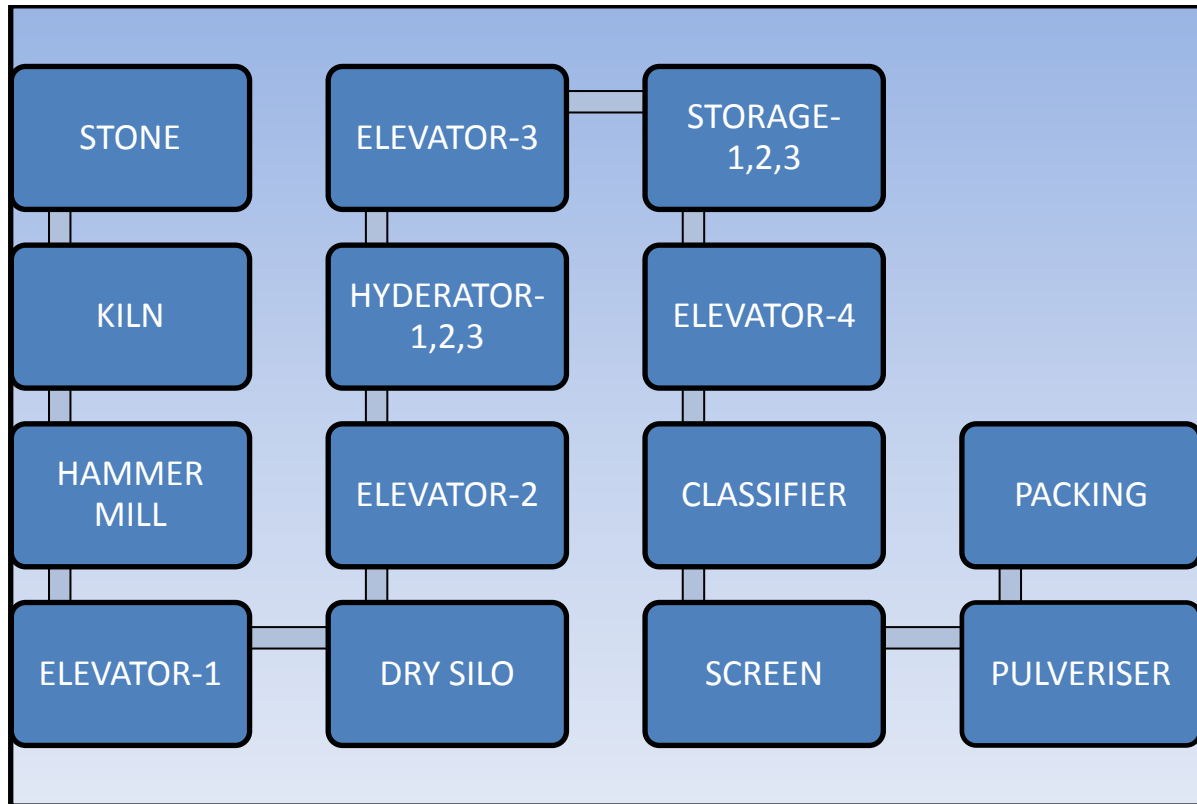 STONE
KILN
HAMMER
MILL
ELEVATOR-1
DRY SILO
ELEVATOR-2
HYDERATOR-
1,2,3
ELEVATOR-3
STORAGE-
1,2,3
ELEVATOR-4
CLASSIFIER
SCREEN
PULVERISER
PACKING